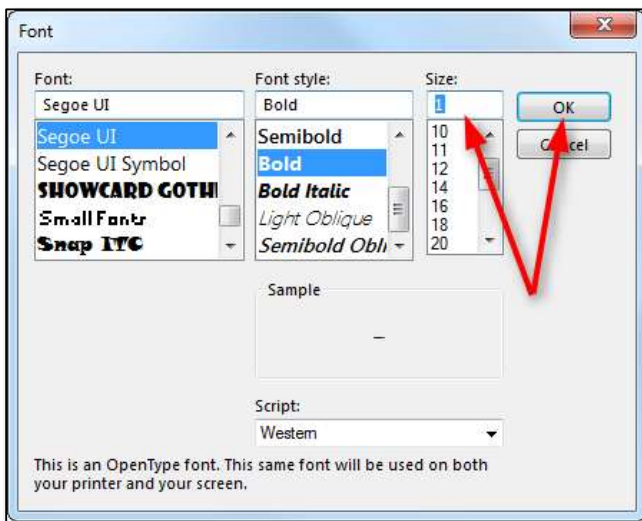 Font
Font:
Font style:
Size:
Segoe UI
Bold
1
OK
Segoe UI
Segoe UI Symbol
SHOWCARD GOTHI
Small Fonts
Snap ITC
Semibold
Bold
Bold Italic
Light Oblique
Semibold Obli
10
11
12
14
16
18
20
Cancel
Sample
Script:
Western
This is an OpenType font. This same font will be used on both
your printer and your screen.